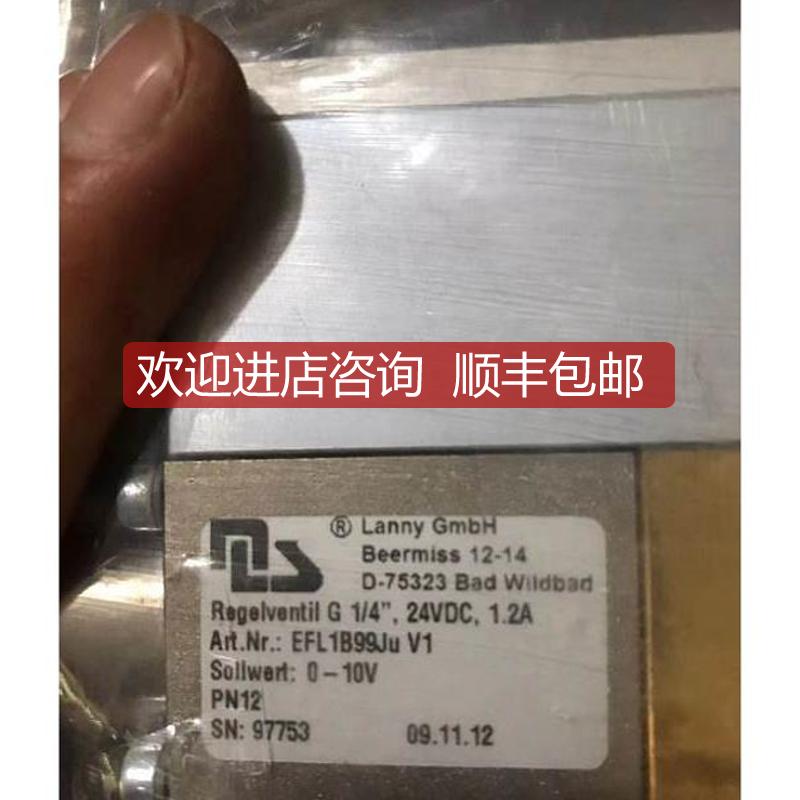 欢迎进店咨询 顺丰包邮
MLS ® Lanny GmbH
Beermiss 12-14
D-75323 Bad Wildbad
Regelventil G 1/4”, 24VDC, 1.2A
Art.Nr.: EFL1B99Ju V1
Sollwert: 0 – 10V
PN12
SN: 97753 09.11.12